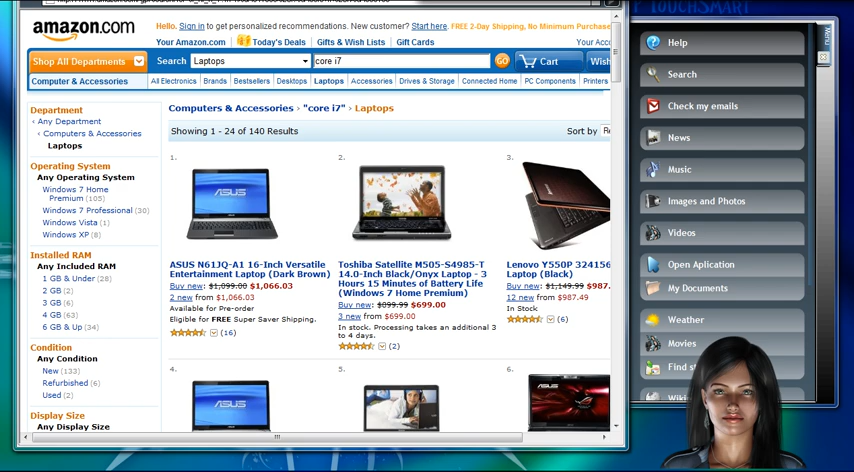 TOUCHSMART
amazon.com
Hello. Sign in to get personalized recommendations. New customer? Start here.
FREE 2-Day Shipping, No Minimum Purchase
Your Amazon.com
Today's Deals
Gifts & Wish Lists
Gift Cards
Your Acco
Shop All Departments
Search
Laptops
core i7
GO
Cart
Wish
Computer & Accessories
All Electronics
Brands
Bestsellers
Desktops
Laptops
Accessories
Drives & Storage
Connected Home
PC Components
Printers
Department
‹ Any Department
‹ Computers & Accessories
Laptops
Operating System
Any Operating System
Windows 7 Home
Premium (105)
Windows 7 Professional (30)
Windows Vista (1)
Windows XP (8)
Installed RAM
Any Included RAM
1 GB & Under (28)
2 GB (2)
3 GB (6)
4 GB (63)
6 GB & Up (34)
Condition
Any Condition
New (133)
Refurbished (6)
Used (2)
Display Size
Any Display Size
Computers & Accessories › "core i7" › Laptops
Showing 1 - 24 of 140 Results
Sort by
1.
ASUS
ASUS N61JQ-A1 16-Inch Versatile
Entertainment Laptop (Dark Brown)
Buy new: $1,099.00 $1,066.03
2 new from $1,066.03
Available for Pre-order
Eligible for FREE Super Saver Shipping.
(16)
2.
Toshiba Satellite M505-S4985-T
14.0-Inch Black/Onyx Laptop - 3
Hours 15 Minutes of Battery Life
(Windows 7 Home Premium)
Buy new: $899.99 $699.00
3 new from $699.00
In stock. Processing takes an additional 3
to 4 days.
(2)
3.
Lenovo Y550P 324156
Laptop (Black)
Buy new: $1,149.99 $987.
12 new from $987.49
In Stock
(6)
4.
ASUS
5.
6.
ASUS
Menu
Help
Search
Check my emails
News
Music
Images and Photos
Videos
Open Aplication
My Documents
Weather
Movies
Find st
Wiki